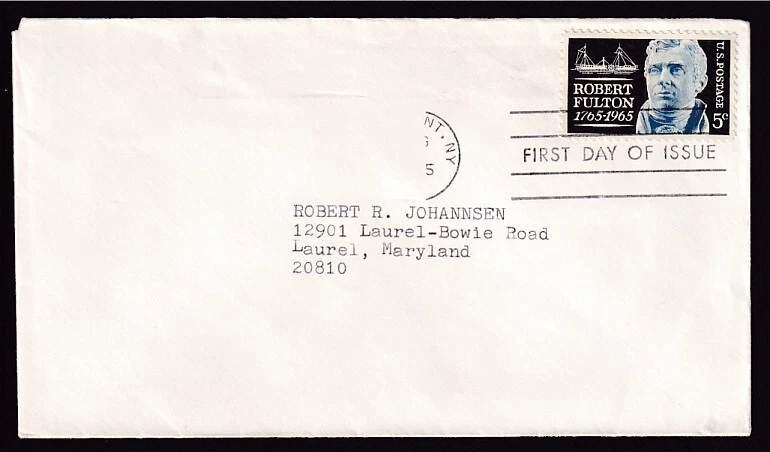 U.S. POSTAGE
ROBERT
FULTON
1765-1965
5c
NT, NY
5
FIRST DAY OF ISSUE
ROBERT R. JOHANNSEN
12901 Laurel-Bowie Road
Laurel, Maryland
20810